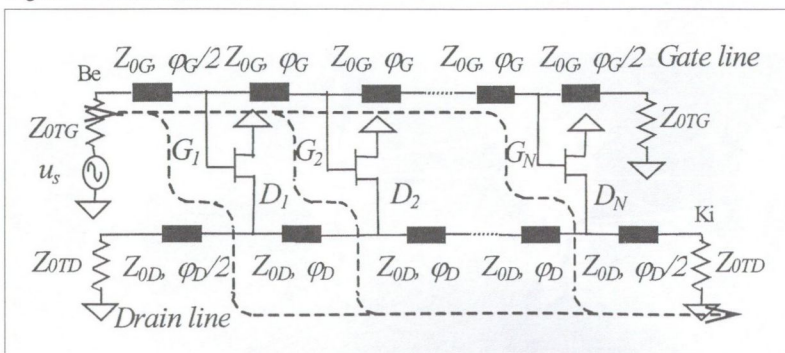 Be
Z0G, φG/2 Z0G, φG Z0G, φG Z0G, φG Z0G, φG/2 Gate line
Z0TG
us
G1
G2
GN
Z0TG
D1
D2
DN
Ki
Z0TD
Z0D, φD/2 Z0D, φD Z0D, φD Z0D, φD Z0D, φD/2
Z0TD
Drain line